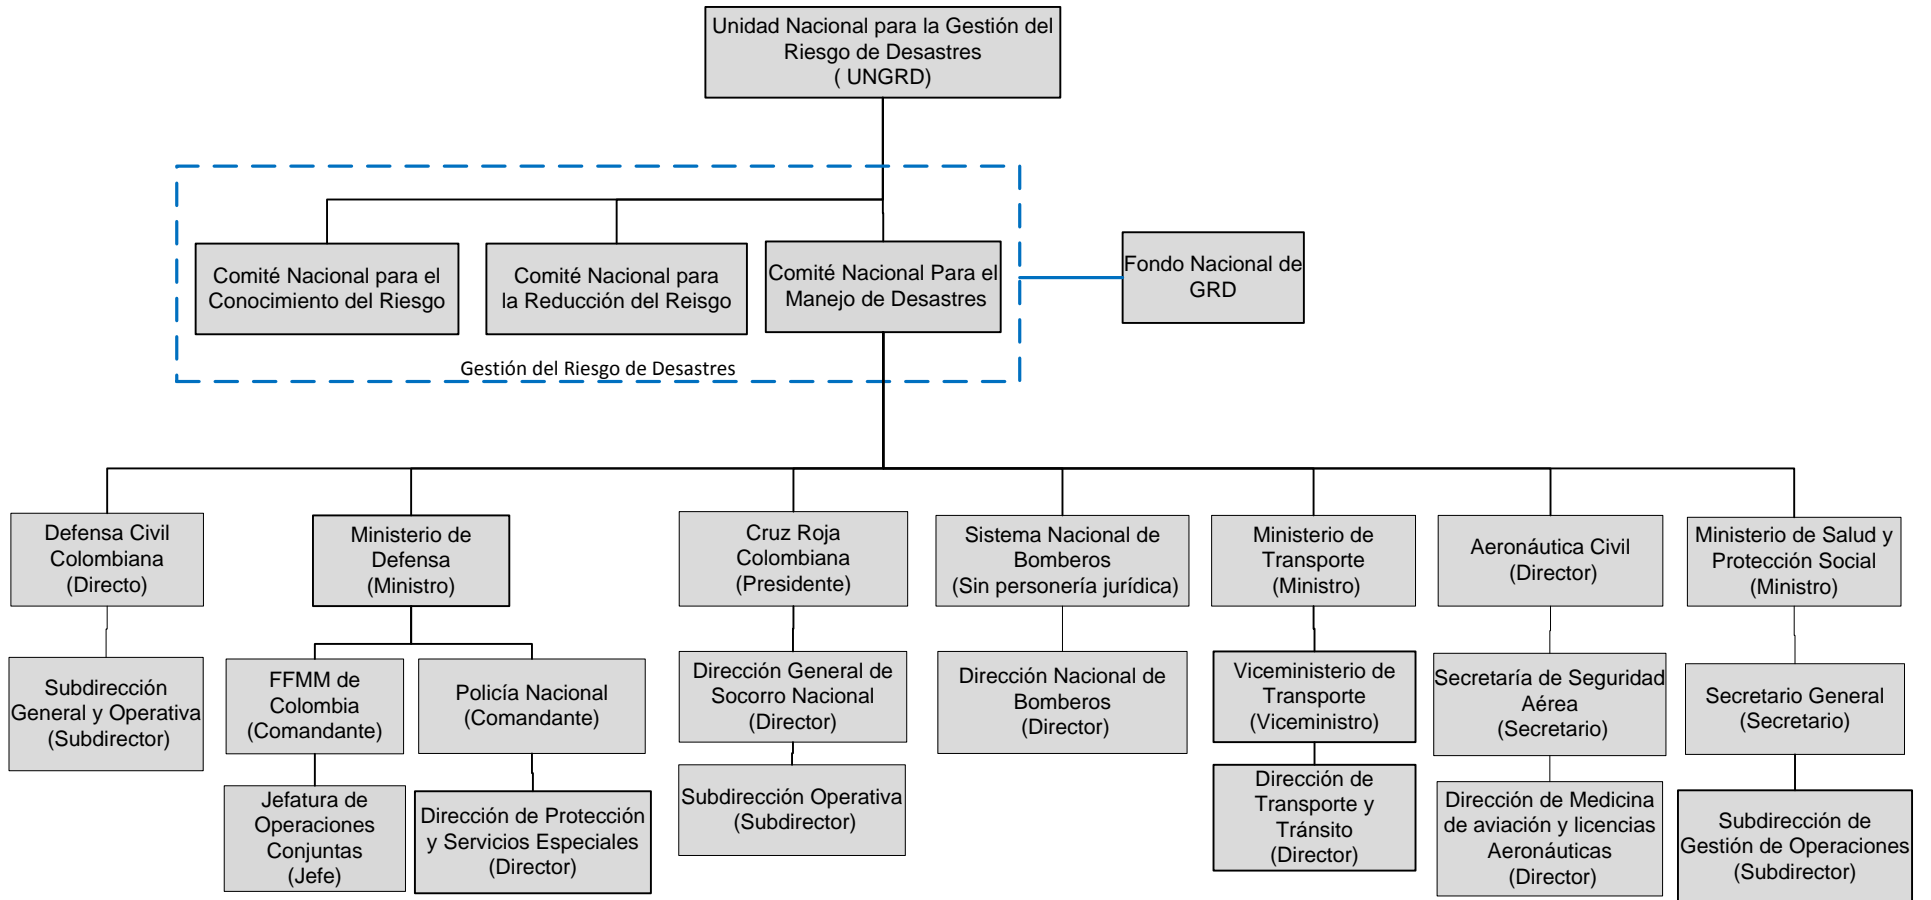 Unidad Nacional para la Gestión del
Riesgo de Desastres
( UNGRD)
Comité Nacional para el
Conocimiento del Riesgo
Comité Nacional para
la Reducción del Reisgo
Comité Nacional Para el
Manejo de Desastres
Fondo Nacional de
GRD
Gestión del Riesgo de Desastres
Defensa Civil
Colombiana
(Directo)
Ministerio de
Defensa
(Ministro)
Cruz Roja
Colombiana
(Presidente)
Sistema Nacional de
Bomberos
(Sin personería jurídica)
Ministerio de
Transporte
(Ministro)
Aeronáutica Civil
(Director)
Ministerio de Salud y
Protección Social
(Ministro)
Subdirección
General y Operativa
(Subdirector)
FFMM de
Colombia
(Comandante)
Policía Nacional
(Comandante)
Dirección General de
Socorro Nacional
(Director)
Dirección Nacional de
Bomberos
(Director)
Viceministerio de
Transporte
(Viceministro)
Secretaría de Seguridad
Aérea
(Secretario)
Secretario General
(Secretario)
Jefatura de
Operaciones
Conjuntas
(Jefe)
Dirección de Protección
y Servicios Especiales
(Director)
Subdirección Operativa
(Subdirector)
Dirección de
Transporte y
Tránsito
(Director)
Dirección de Medicina
de aviación y licencias
Aeronáuticas
(Director)
Subdirección de
Gestión de Operaciones
(Subdirector)